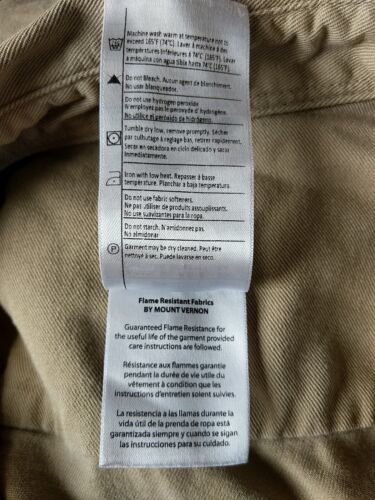 Machine wash warm at temperature not to
exceed 165°F (74°C). Laver à machine à des
températures inférieures à 74°C (165°F). Lavar
a máquina con agua tibia hasta 74°C (165°F).
Do not Bleach. Aucun agent de blanchiment.
No usar blanqueador.
Do not use hydrogen peroxide
N'employez pas le peroxyde d'hydrogène.
No utilice el peróxido de hidrógeno.
Tumble dry low, remove promptly. Sécher
par culbutage à réglage bas, retirer rapidement.
Secar en secadora en ciclo delicado y sacar
inmediatamente.
Iron with low heat. Repasser à basse
température. Planchar a baja temperatura.
Do not use fabric softeners.
Ne pas utiliser de produits assouplissants.
No use suavizantes para la ropa.
Do not starch. N'amidonnez pas.
No almidonar
P
Garment may be dry cleaned. Peut être
nettoyé à sec. Puede lavarse en seco.
Flame Resistant Fabrics
BY MOUNT VERNON
Guaranteed Flame Resistance for
the useful life of the garment provided
care instructions are followed.
Résistance aux flammes garantie
pendant la durée de vie utile du
vêtement à condition que les instructions
d'entretien soient suivies.
La resistencia a las llamas durante la
vida útil de la prenda de ropa está
garantizada siempre y cuando se sigan
las instrucciones para su cuidado.